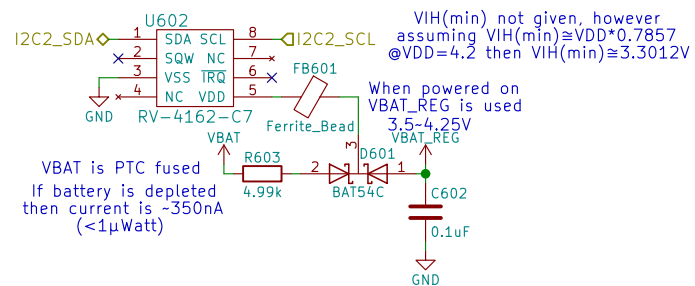 U602
I2C2_SDA
1
SDA
SCL
8
I2C2_SCL
2
SQW
NC
7
3
VSS
IRQ
6
4
NC
VDD
5
GND
RV-4162-C7
FB601
Ferrite_Bead
VIH(min) not given, however
assuming VIH(min)≅VDD*0.7857
@VDD=4.2 then VIH(min)≅3.3012V
When powered on
VBAT_REG is used
3.5~4.25V
VBAT
VBAT_REG
3
R603
4.99k
2
D601
1
BAT54C
VBAT is PTC fused
If battery is depleted
then current is ~350nA
(<1µWatt)
C602
0.1uF
GND